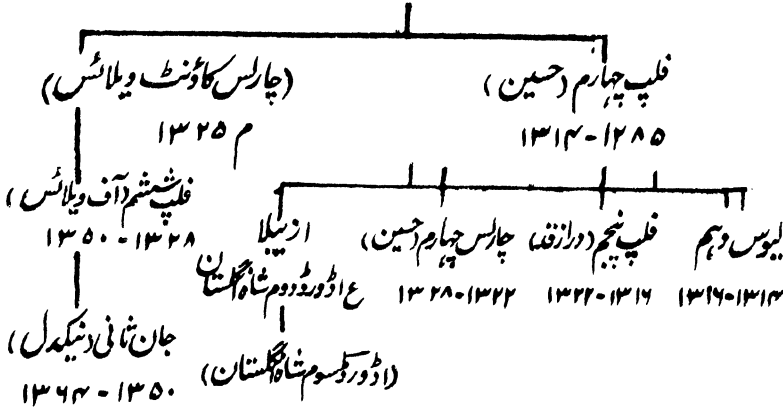 فلپ چہارم (حسین)
۱۲۸۵-۱۳۱۴
(چارلس کاؤنٹ ویلائس)
م ۱۳۲۵
لیوس دہم
۱۳۱۴-۱۳۱۶
فلپ پنجم (درازقد)
۱۳۱۶-۱۳۲۲
چارلس چہارم (حسین)
۱۳۲۲-۱۳۲۸
ازبیلا
ع اڈورڈ دوم شاہ انگلستان
(اڈورڈ سوم شاہ انگلستان)
فلپ ششم (آف ویلائس)
۱۳۲۸-۱۳۵۰
جان ثانی (نیکدل)
۱۳۵۰-۱۳۶۴